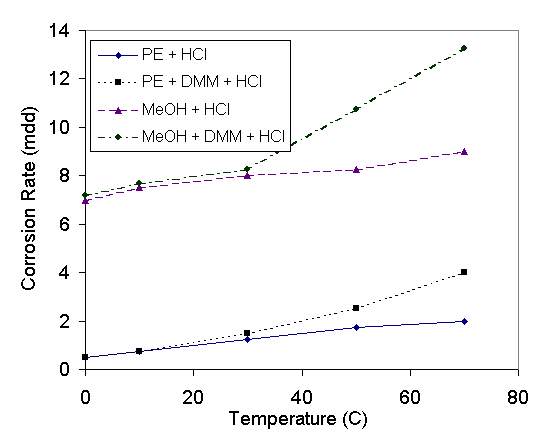 14
12
10
8
6
4
2
0
Corrosion Rate (mdd)
PE + HCl
PE + DMM + HCl
MeOH + HCl
MeOH + DMM + HCl
0 20 40 60 80
Temperature (C)